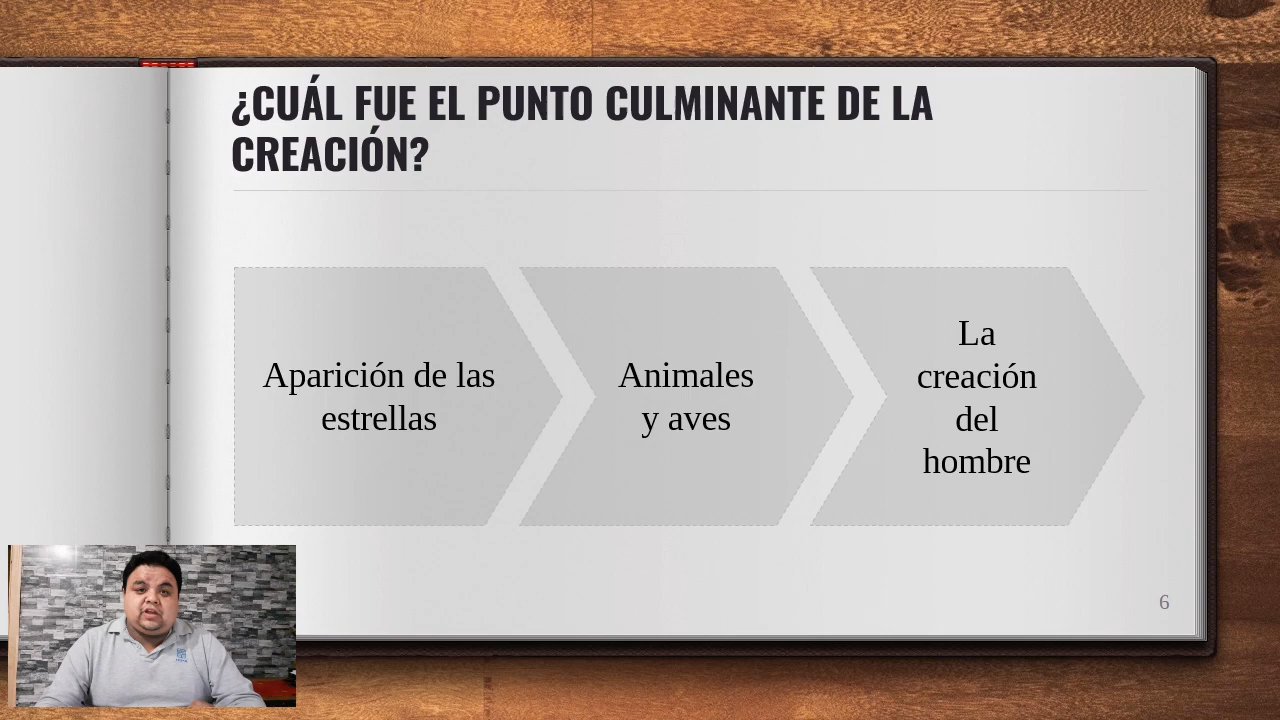 ¿CUÁL FUE EL PUNTO CULMINANTE DE LA
CREACIÓN?
Aparición de las
estrellas
Animales
y aves
La
creación
del
hombre
6